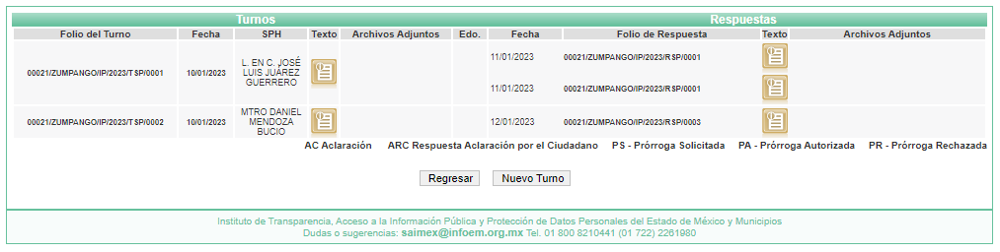 Turnos Respuestas
Folio del Turno Fecha SPH Texto Archivos Adjuntos Edo. Fecha Folio de Respuesta Texto Archivos Adjuntos
00021/ZUMPANGO/IP/2023/TSP/0001 10/01/2023 L. EN C. JOSÉ LUIS JUÁREZ GUERRERO 11/01/2023 00021/ZUMPANGO/IP/2023/RSP/0001
11/01/2023 00021/ZUMPANGO/IP/2023/RSP/0001
00021/ZUMPANGO/IP/2023/TSP/0002 10/01/2023 MTRO DANIEL MENDOZA BUCIO 12/01/2023 00021/ZUMPANGO/IP/2023/RSP/0003
AC Aclaración ARC Respuesta Aclaración por el Ciudadano PS - Prórroga Solicitada PA - Prórroga Autorizada PR - Prórroga Rechazada
Regresar Nuevo Turno
Instituto de Transparencia, Acceso a la Información Pública y Protección de Datos Personales del Estado de México y Municipios
Dudas o sugerencias: saimex@infoem.org.mx Tel. 01 800 8210441 (01 722) 2261980